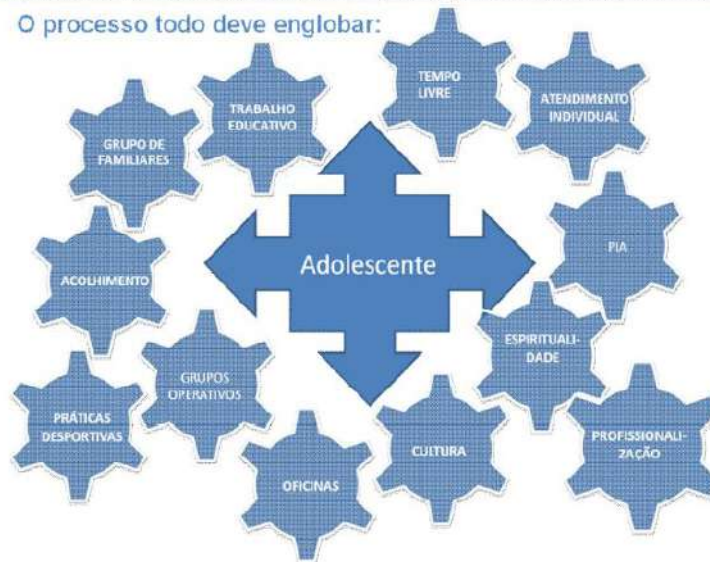 O processo todo deve englobar:
TEMPO
LIVRE
TRABALHO
EDUCATIVO
ATENDIMENTO
INDIVIDUAL
GRUPO DE
FAMILIARES
PIA
Adolescente
ACOLHIMENTO
ESPIRITUALI-
DADE
GRUPOS
OPERATIVOS
PRÁTICAS
DESPORTIVAS
CULTURA
PROFISSIONALI-
ZAÇÃO
OFICINAS